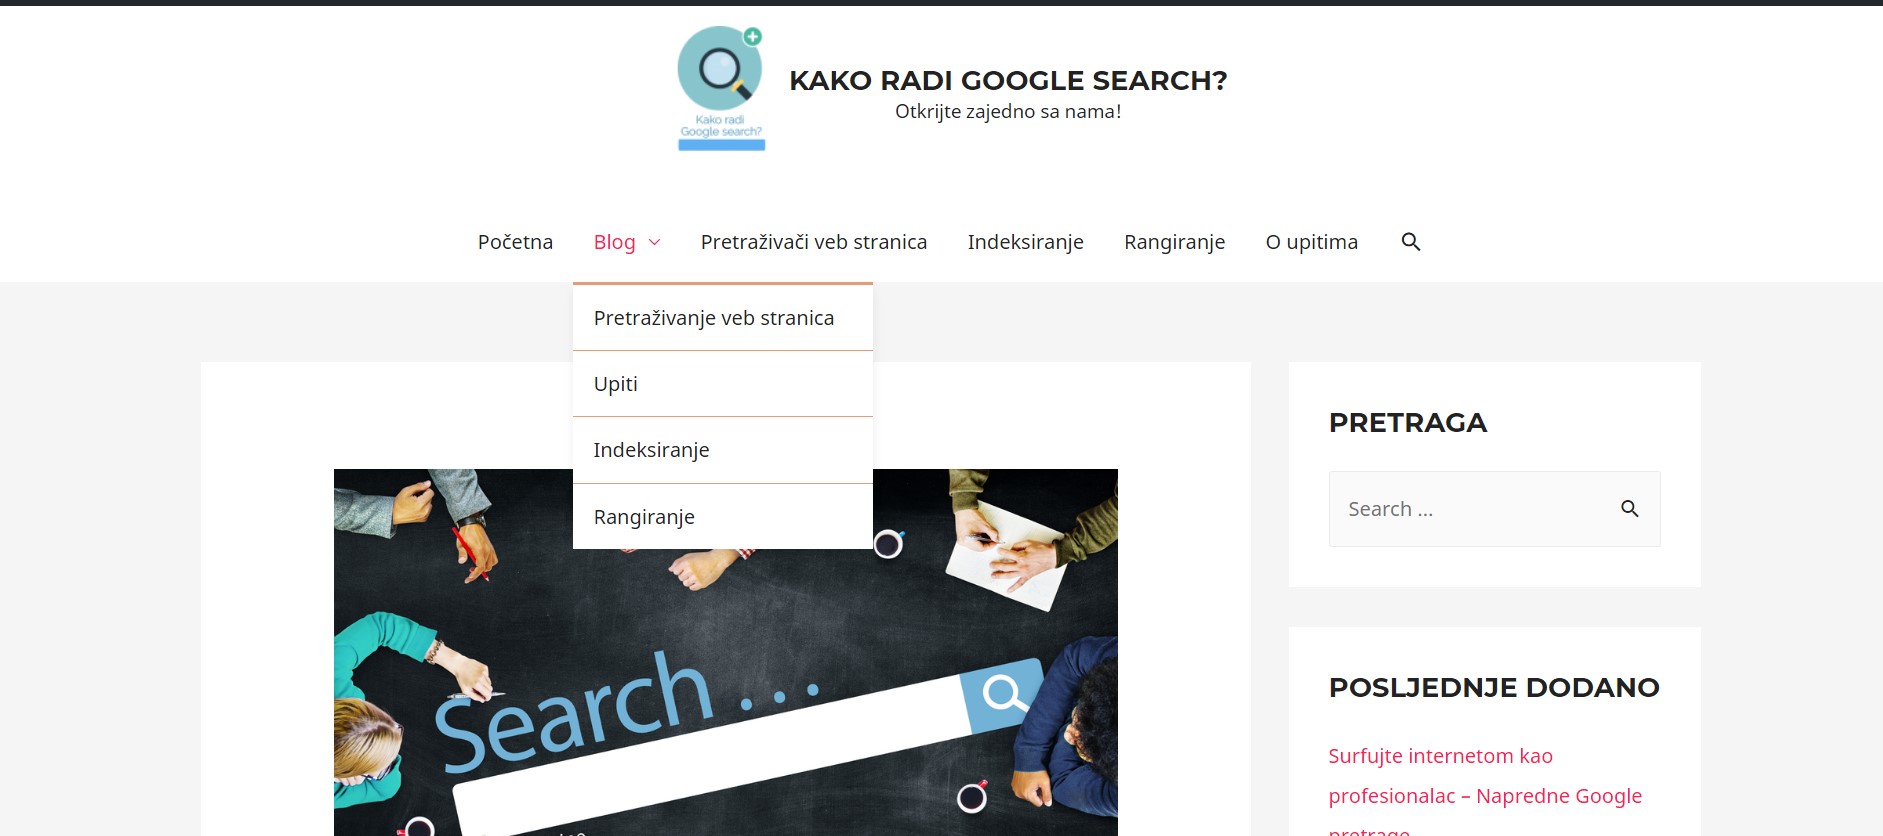 Kako radi
Google search?
KAKO RADI GOOGLE SEARCH?
Otkrijte zajedno sa nama!
Početna Blog Pretraživači veb stranica Indeksiranje Rangiranje O upitima
Pretraživanje veb stranica
Upiti
Indeksiranje
Rangiranje
Search ...
PRETRAGA
Search ...
POSLJEDNJE DODANO
Surfujte internetom kao
profesionalac – Napredne Google
pretrage